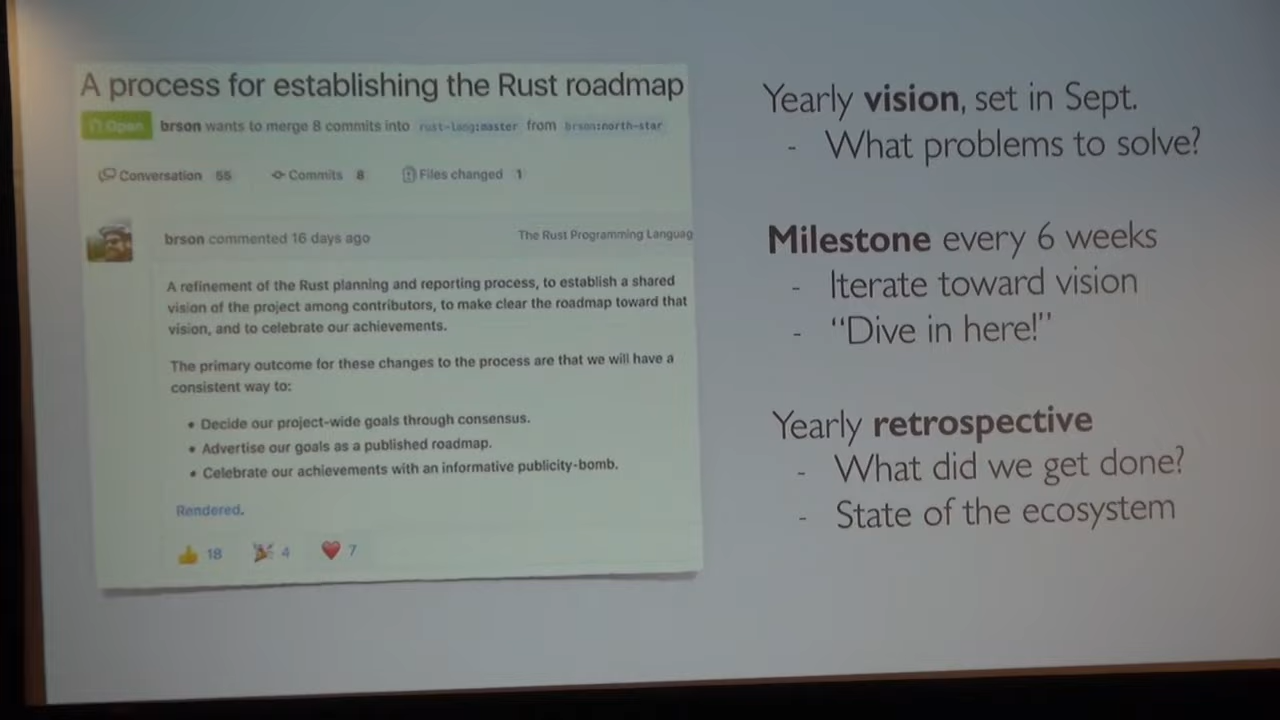 A process for establishing the Rust roadmap
Open brson wants to merge 8 commits into rust-lang:master from brson:north-star
Conversation 55 Commits 8 Files changed 1
brson commented 16 days ago The Rust Programming Languag
A refinement of the Rust planning and reporting process, to establish a shared
vision of the project among contributors, to make clear the roadmap toward that
vision, and to celebrate our achievements.
The primary outcome for these changes to the process are that we will have a
consistent way to:
• Decide our project-wide goals through consensus.
• Advertise our goals as a published roadmap.
• Celebrate our achievements with an informative publicity-bomb.
Rendered.
18 4 7
Yearly vision, set in Sept.
- What problems to solve?
Milestone every 6 weeks
- Iterate toward vision
- “Dive in here!”
Yearly retrospective
- What did we get done?
- State of the ecosystem